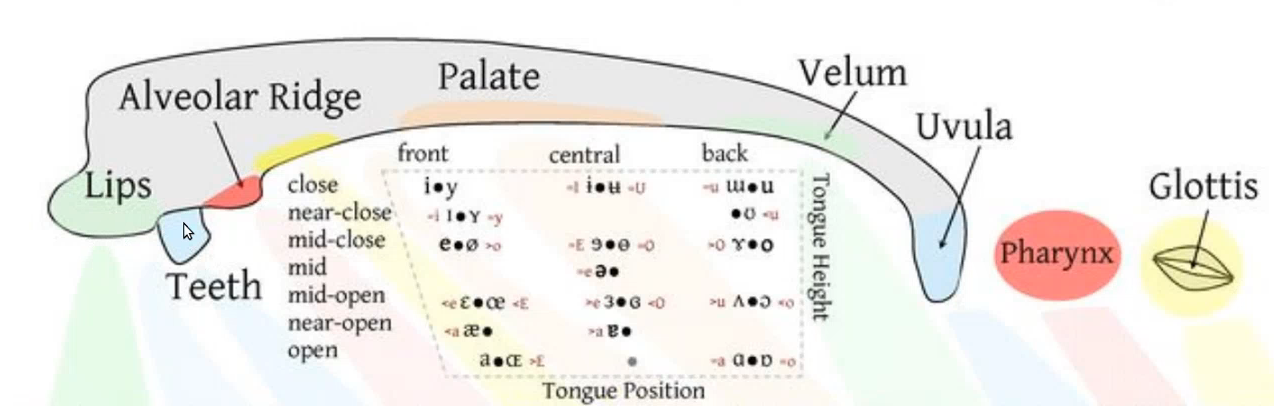 Alveolar Ridge
Palate
Velum
Uvula
Lips
Teeth
Glottis
Pharynx
front central back
close i•y =I ɨ•ʉ =U =u ɯ•u
near-close =i ɪ•ʏ =y •ʊ =u
mid-close e•ø >o =E ɘ•ɵ =O >O ɤ•o
mid =e ə•
mid-open <e ɛ•œ <E >e ɜ•ɞ <O >u ʌ•ɔ <o
near-open <a æ• >a ɐ•
open a•ɶ >E • =a ɑ•ɒ =o
Tongue Height
Tongue Position